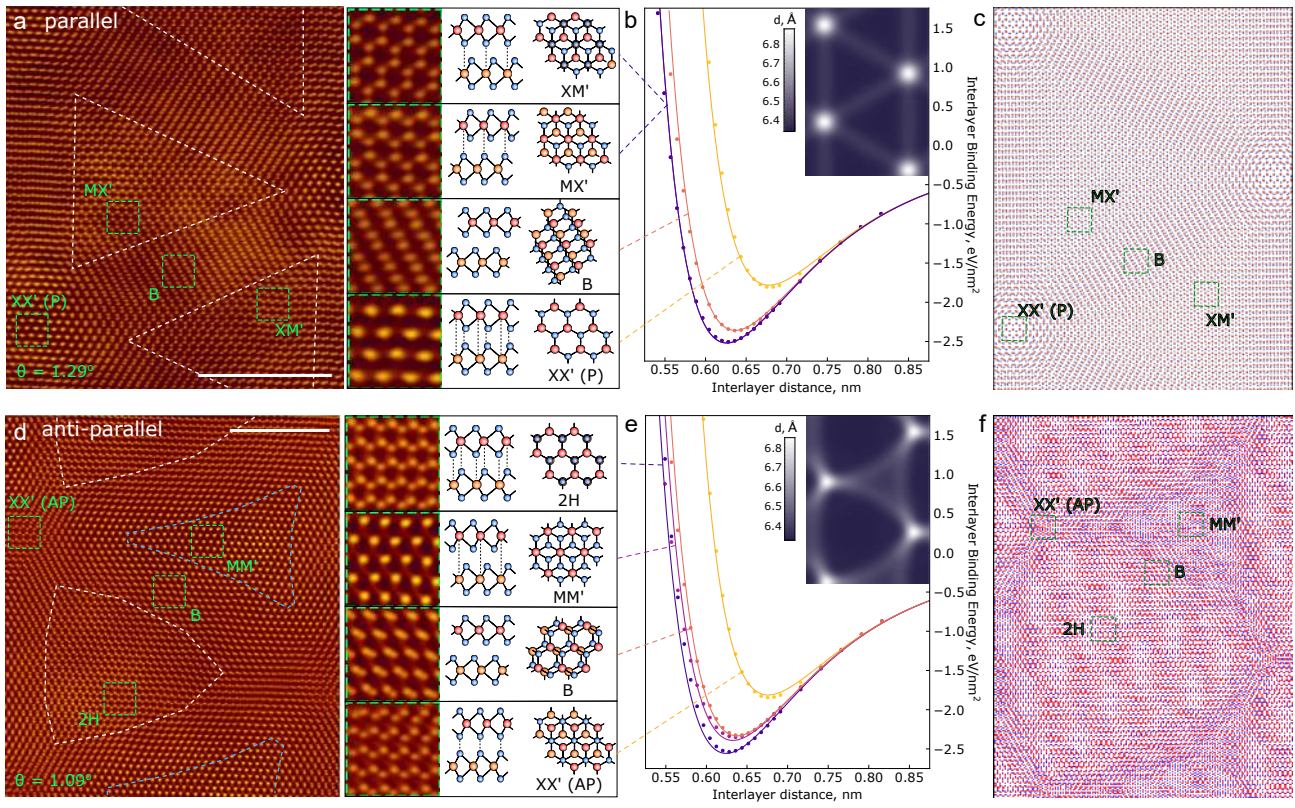 a parallel
MX'
B
XX' (P)
XM'
θ = 1.29°
XM'
MX'
B
XX' (P)
b
d, Å
6.8
6.7
6.6
6.5
6.4
1.5
1.0
0.5
0.0
−0.5
−1.0
−1.5
−2.0
−2.5
Interlayer Binding Energy, eV/nm²
0.55 0.60 0.65 0.70 0.75 0.80 0.85
Interlayer distance, nm
c
MX'
B
XM'
XX' (P)
d anti-parallel
XX' (AP)
MM'
B
2H
θ = 1.09°
2H
MM'
B
XX' (AP)
e
d, Å
6.8
6.7
6.6
6.5
6.4
1.5
1.0
0.5
0.0
−0.5
−1.0
−1.5
−2.0
−2.5
Interlayer Binding Energy, eV/nm²
0.55 0.60 0.65 0.70 0.75 0.80 0.85
Interlayer distance, nm
f
XX' (AP)
MM'
B
2H